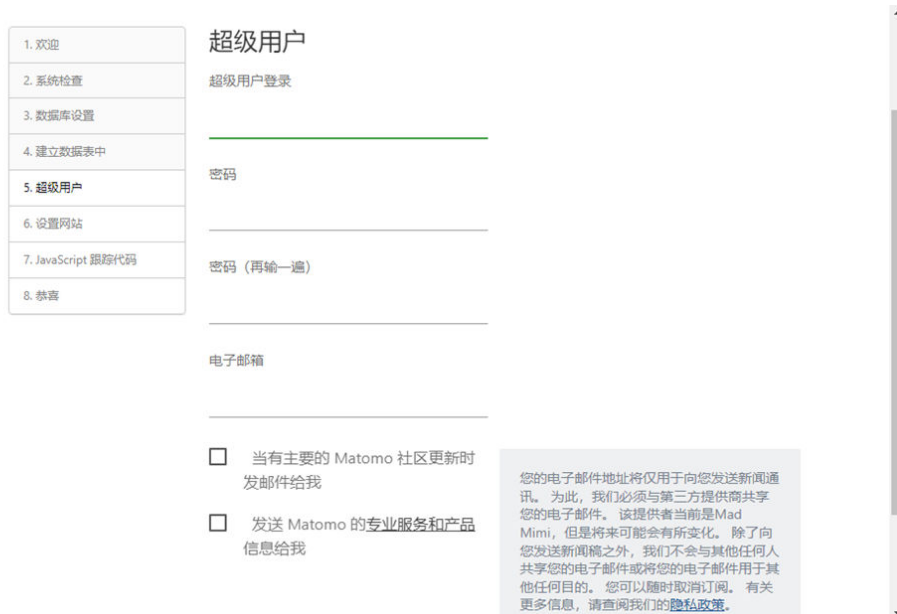 1. 欢迎
2. 系统检查
3. 数据库设置
4. 建立数据表中
5. 超级用户
6. 设置网站
7. JavaScript 跟踪代码
8. 恭喜
超级用户
超级用户登录
密码
密码（再输一遍）
电子邮箱
当有主要的 Matomo 社区更新时
发邮件给我
发送 Matomo 的专业服务和产品
信息给我
您的电子邮件地址将仅用于向您发送新闻通
讯。 为此，我们必须与第三方提供商共享
您的电子邮件。 该提供者当前是Mad
Mimi，但是将来可能会有所变化。 除了向
您发送新闻稿之外，我们不会与其他任何人
共享您的电子邮件或将您的电子邮件用于其
他任何目的。 您可以随时取消订阅。 有关
更多信息，请查阅我们的隐私政策。